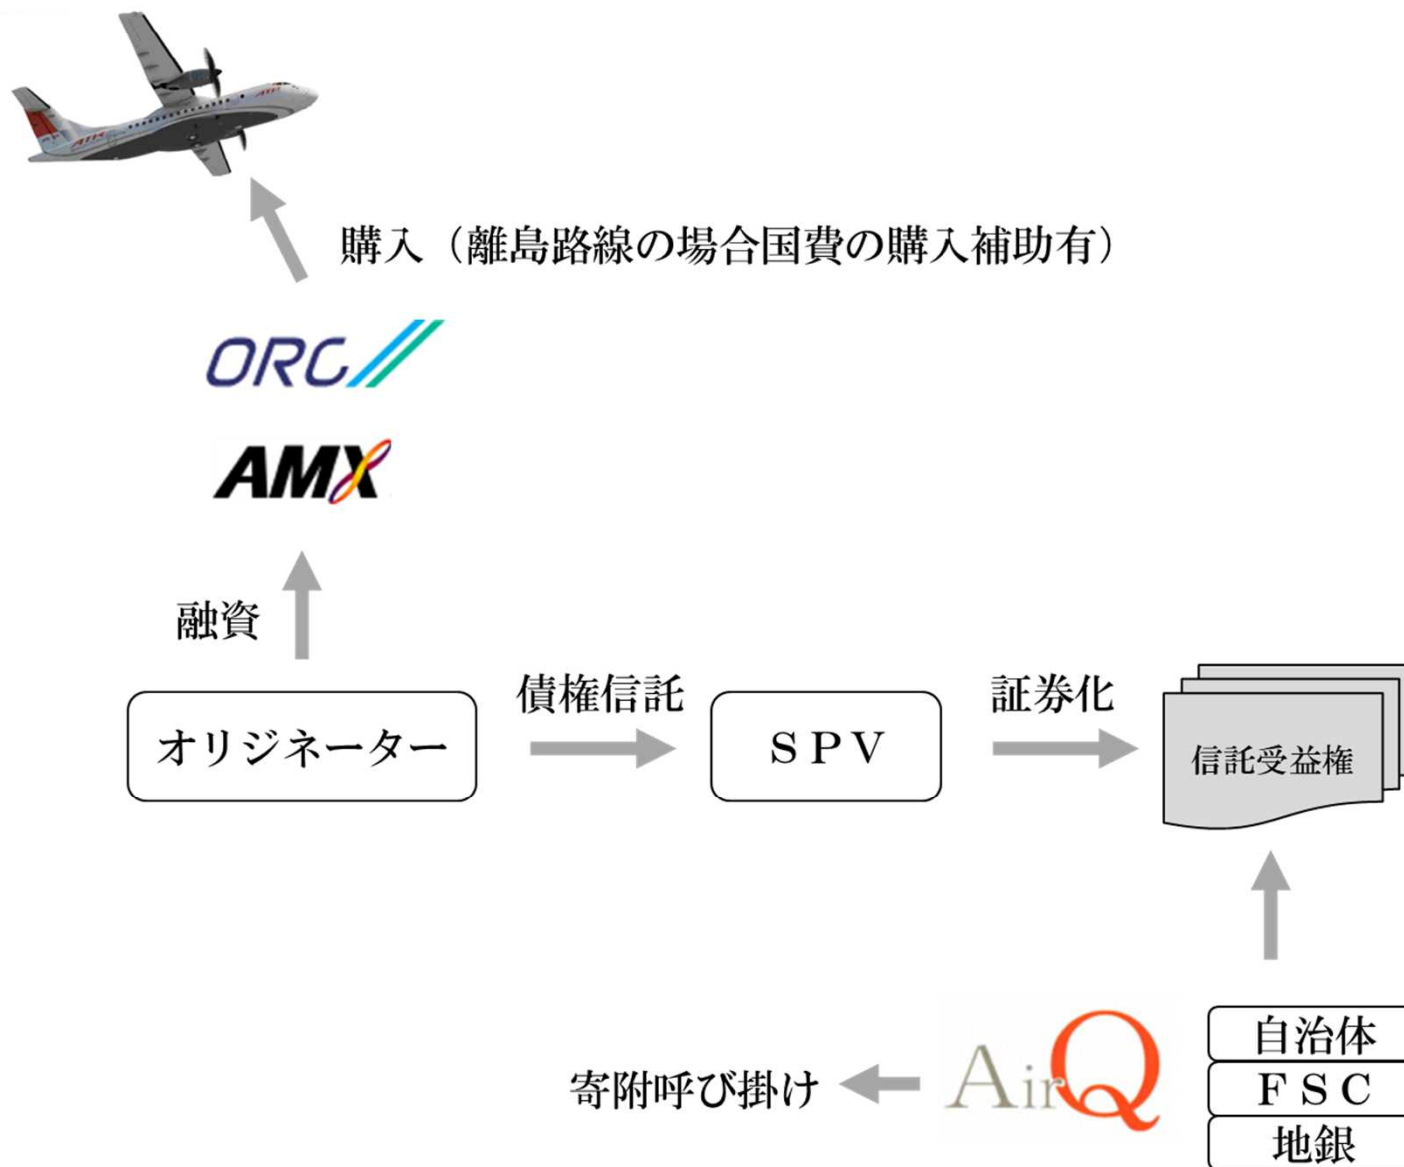 購入（離島路線の場合国費の購入補助有）
ORC
AMX
融資
債権信託
証券化
オリジネーター
ＳＰＶ
信託受益権
自治体
寄附呼び掛け
AirQ
ＦＳＣ
地銀